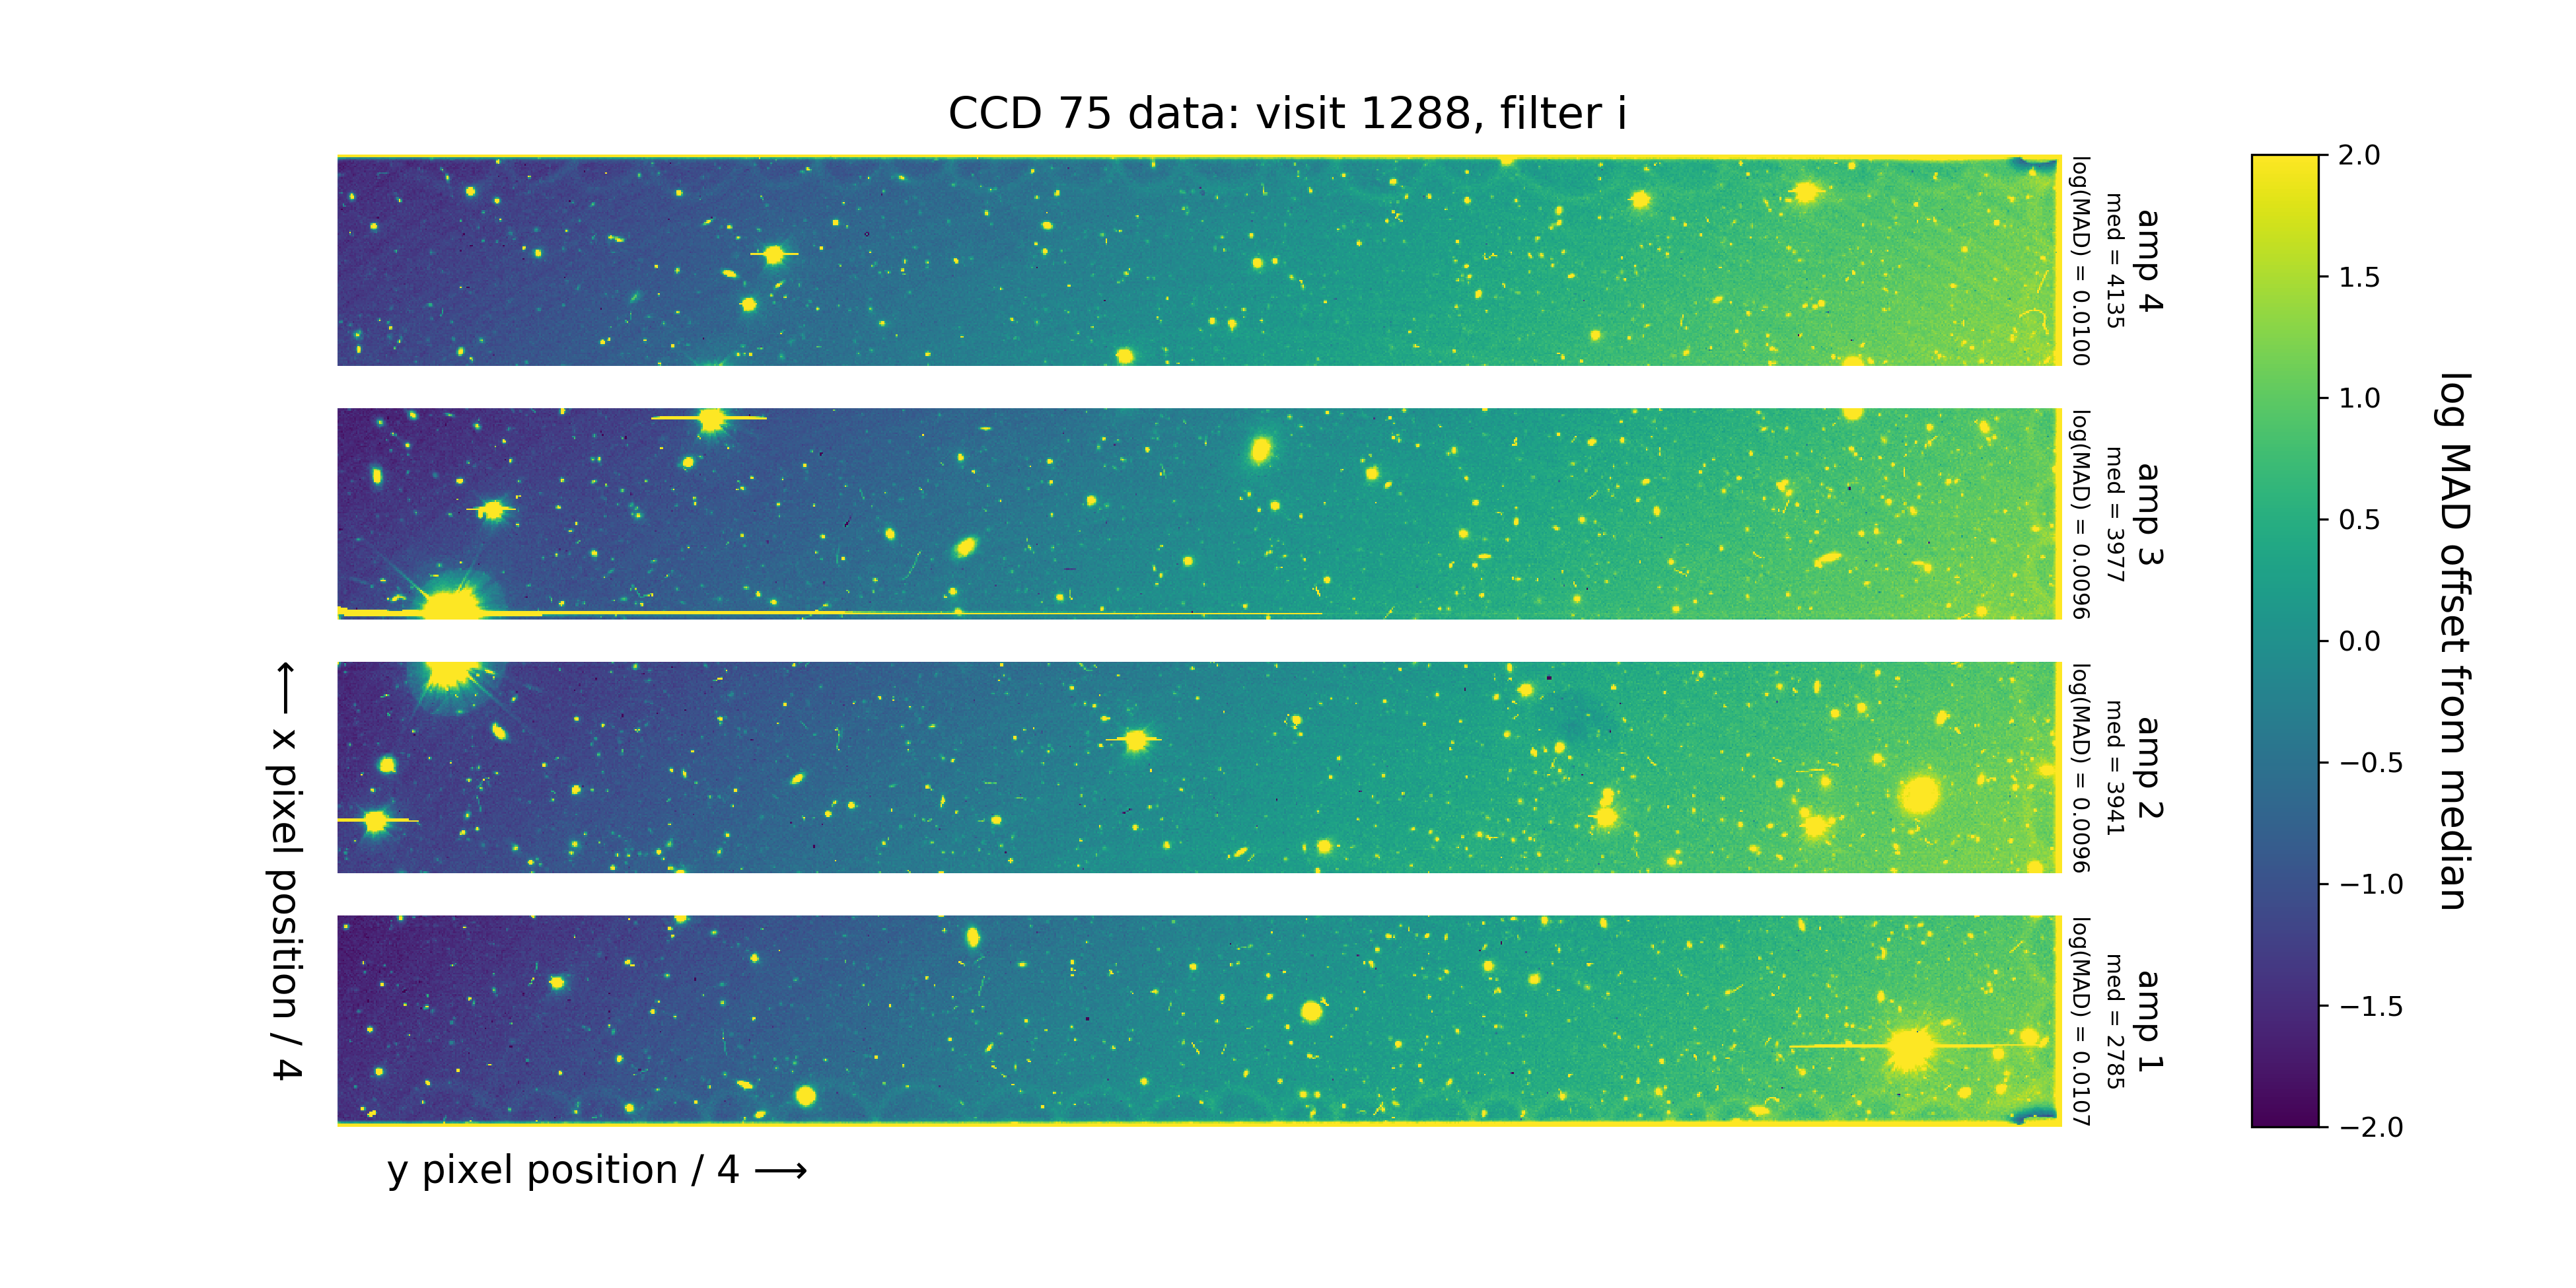 CCD 75 data: visit 1288, filter i
amp 4
med = 4135
log(MAD) = 0.0100
amp 3
med = 3977
log(MAD) = 0.0096
amp 2
med = 3941
log(MAD) = 0.0096
amp 1
med = 2785
log(MAD) = 0.0107
⟵ x pixel position / 4
y pixel position / 4 ⟶
2.0
1.5
1.0
0.5
0.0
−0.5
−1.0
−1.5
−2.0
log MAD offset from median